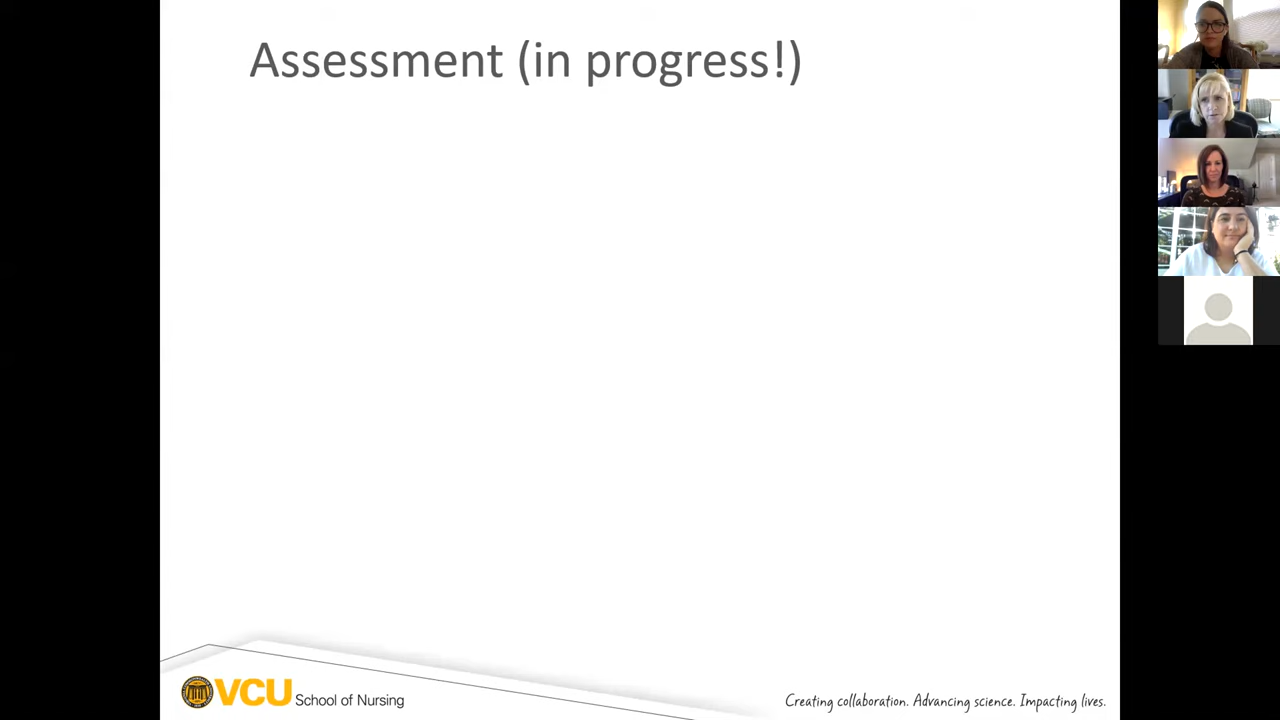 Assessment (in progress!)
VCU School of Nursing
Creating collaboration. Advancing science. Impacting lives.